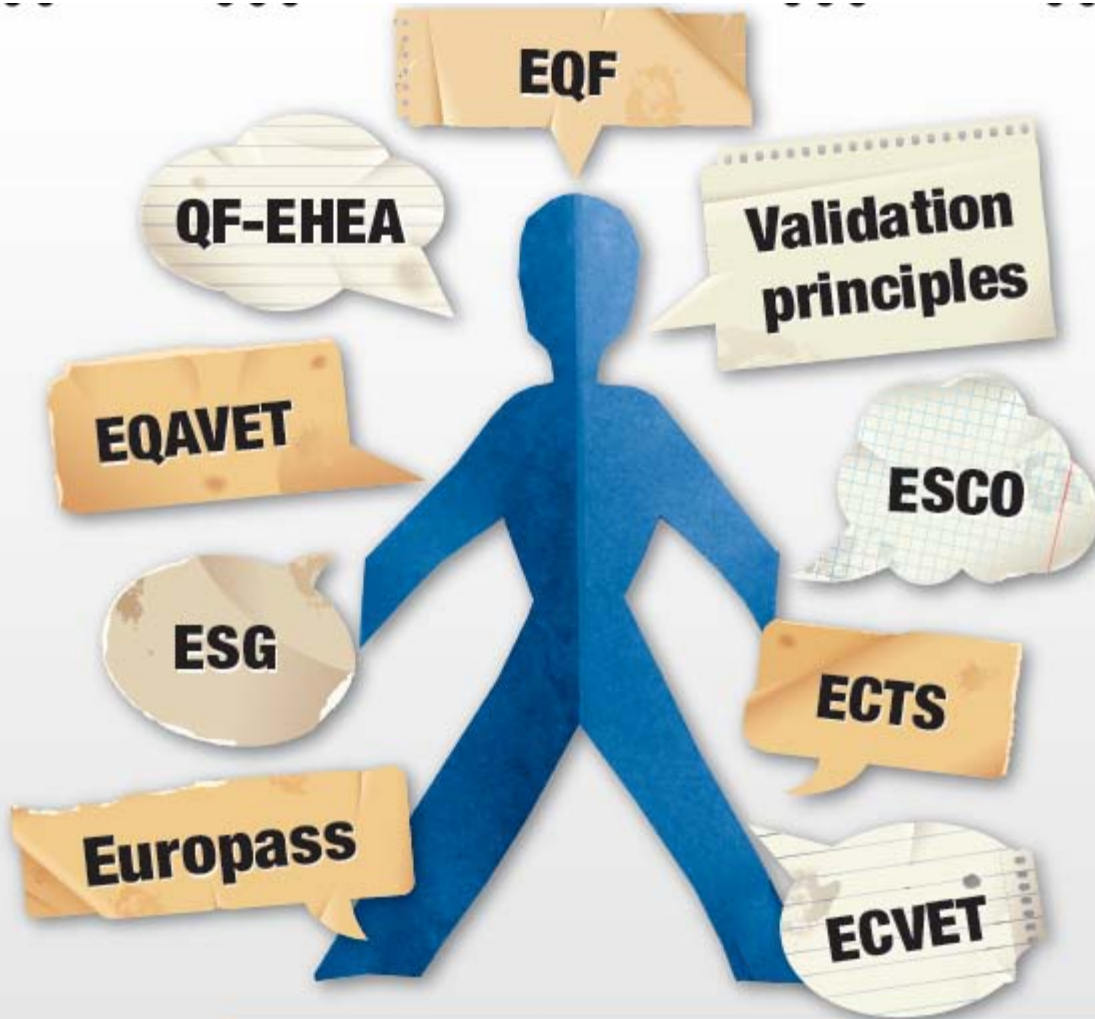 EQF
QF-EHEA
Validation
principles
EQAVET
ESCO
ESG
ECTS
Europass
ECVET